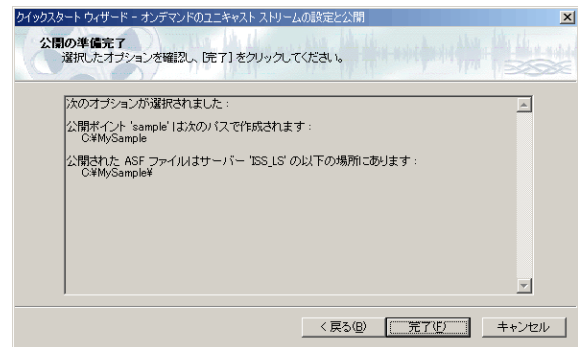 クイックスタート ウィザード - オンデマンドのユニキャスト ストリームの設定と公開
公開の準備完了
選択したオプションを確認し、[完了] をクリックしてください。
次のオプションが選択されました :
公開ポイント 'sample' は次のパスで作成されます :
C:¥MySample
公開された ASF ファイルはサーバー 'ISS_LS' の以下の場所にあります :
C:¥MySample¥
< 戻る(B)
完了(F)
キャンセル